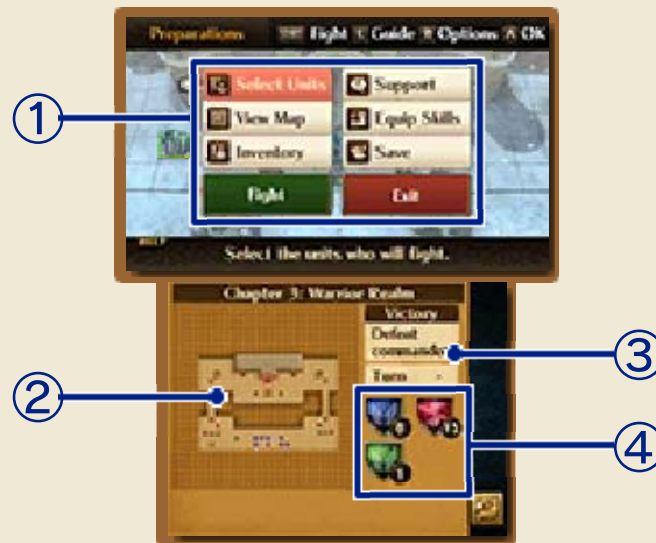 Preparations Fight Guide Options A OK
① Select Units Support
View Map Equip Skills
Inventory Save
Fight Exit
Select the units who will fight.
Chapter 3: Warrior Realm
Victory
Defeat
commander ③
Turn -
②
④